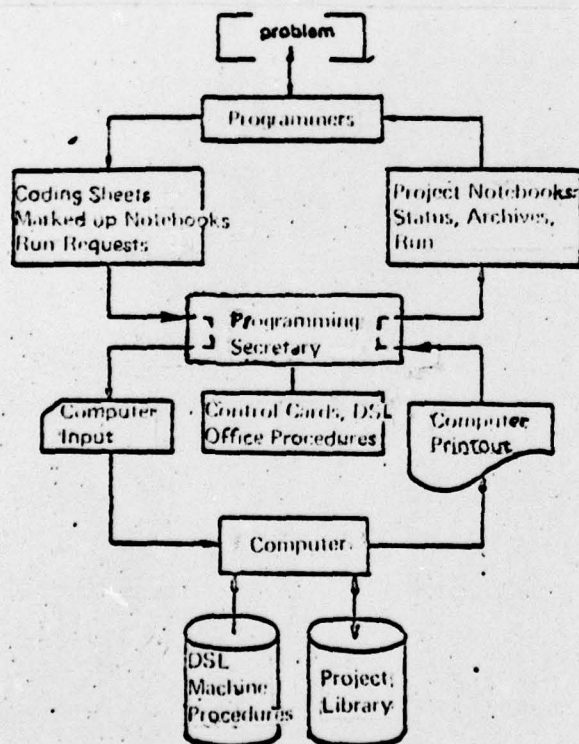 problem
Programmers
Coding Sheets
Marked up Notebooks
Run Requests
Project Notebooks:
Status, Archives,
Run
Programming
Secretary
Computer
Input
Control Cards, DSL
Office Procedures
Computer
Printout
Computer
DSL
Machine
Procedures
Project
Library